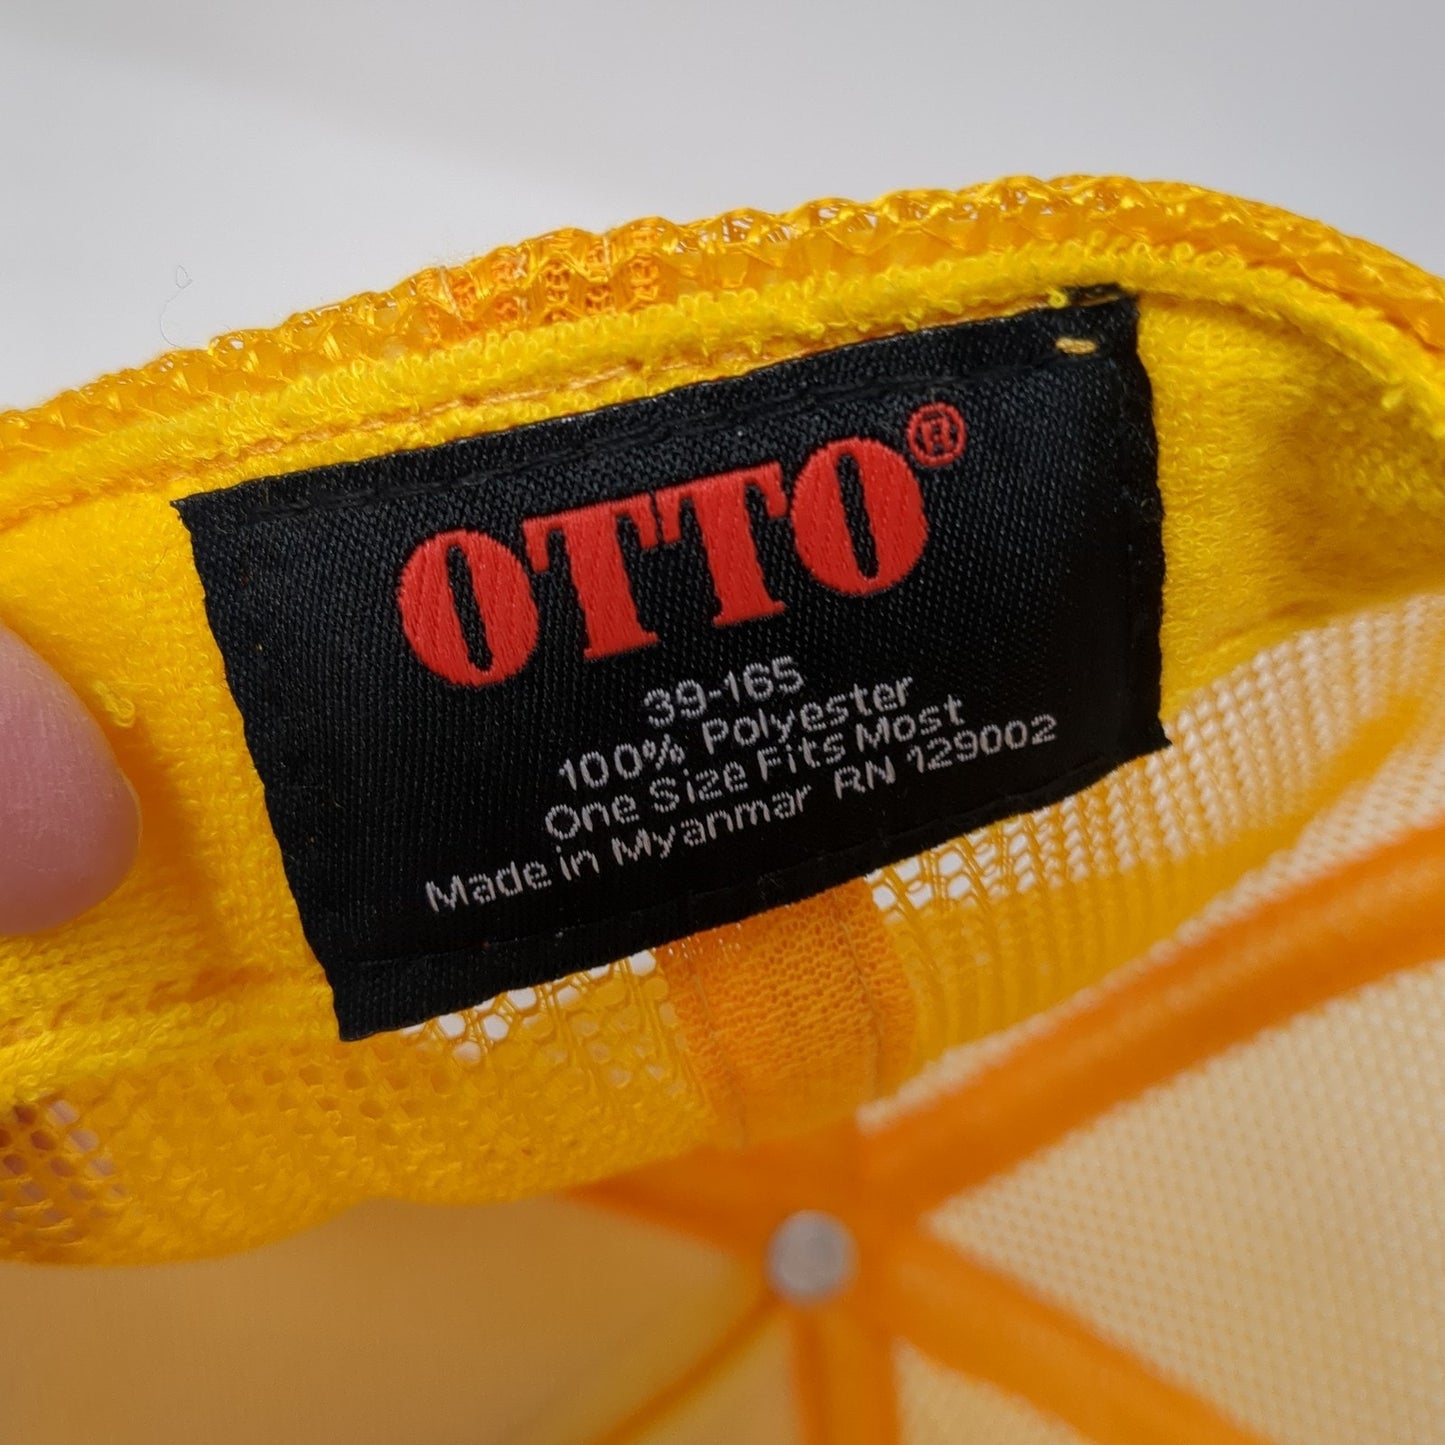 OTTO®
39-165
100% Polyester
One Size Fits Most
Made in Myanmar RN 129002